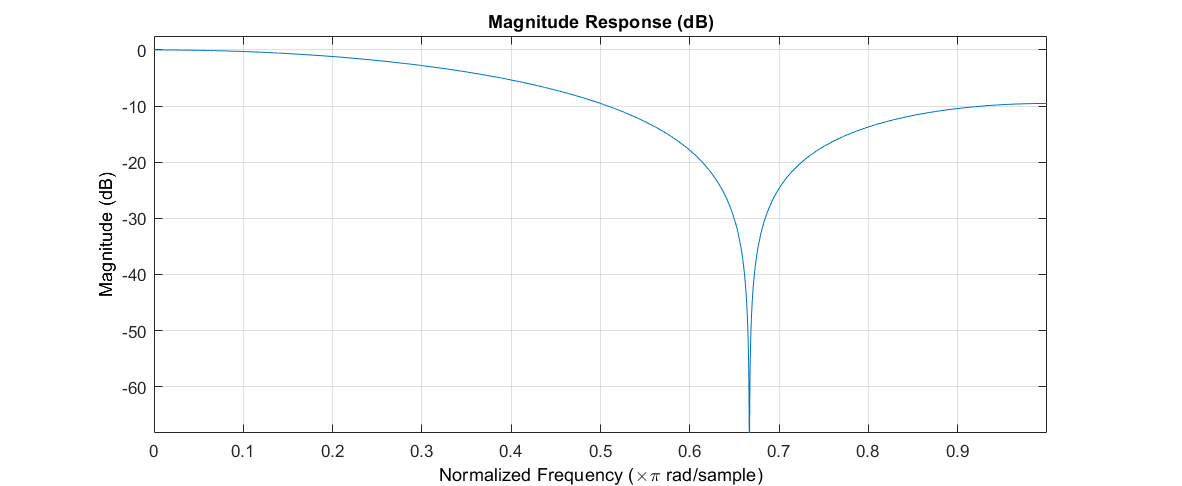 Magnitude Response (dB)
Magnitude (dB)
0
-10
-20
-30
-40
-50
-60
0 0.1 0.2 0.3 0.4 0.5 0.6 0.7 0.8 0.9
Normalized Frequency (×π rad/sample)